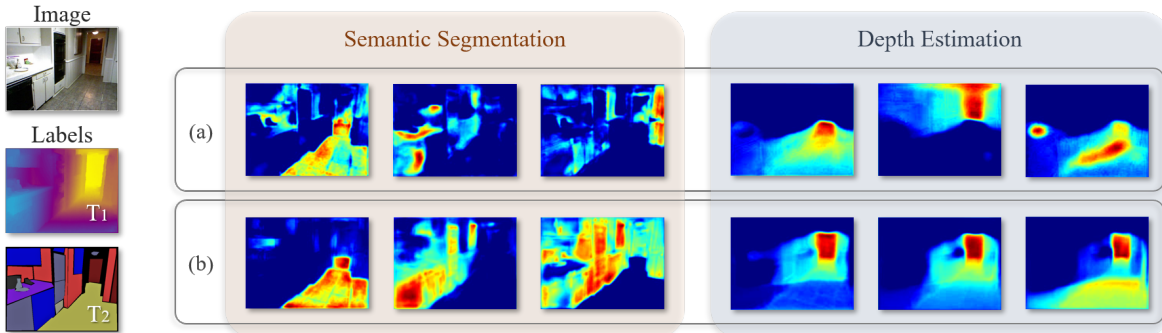 Image
Semantic Segmentation
Depth Estimation
(a)
Labels
T1
(b)
T2